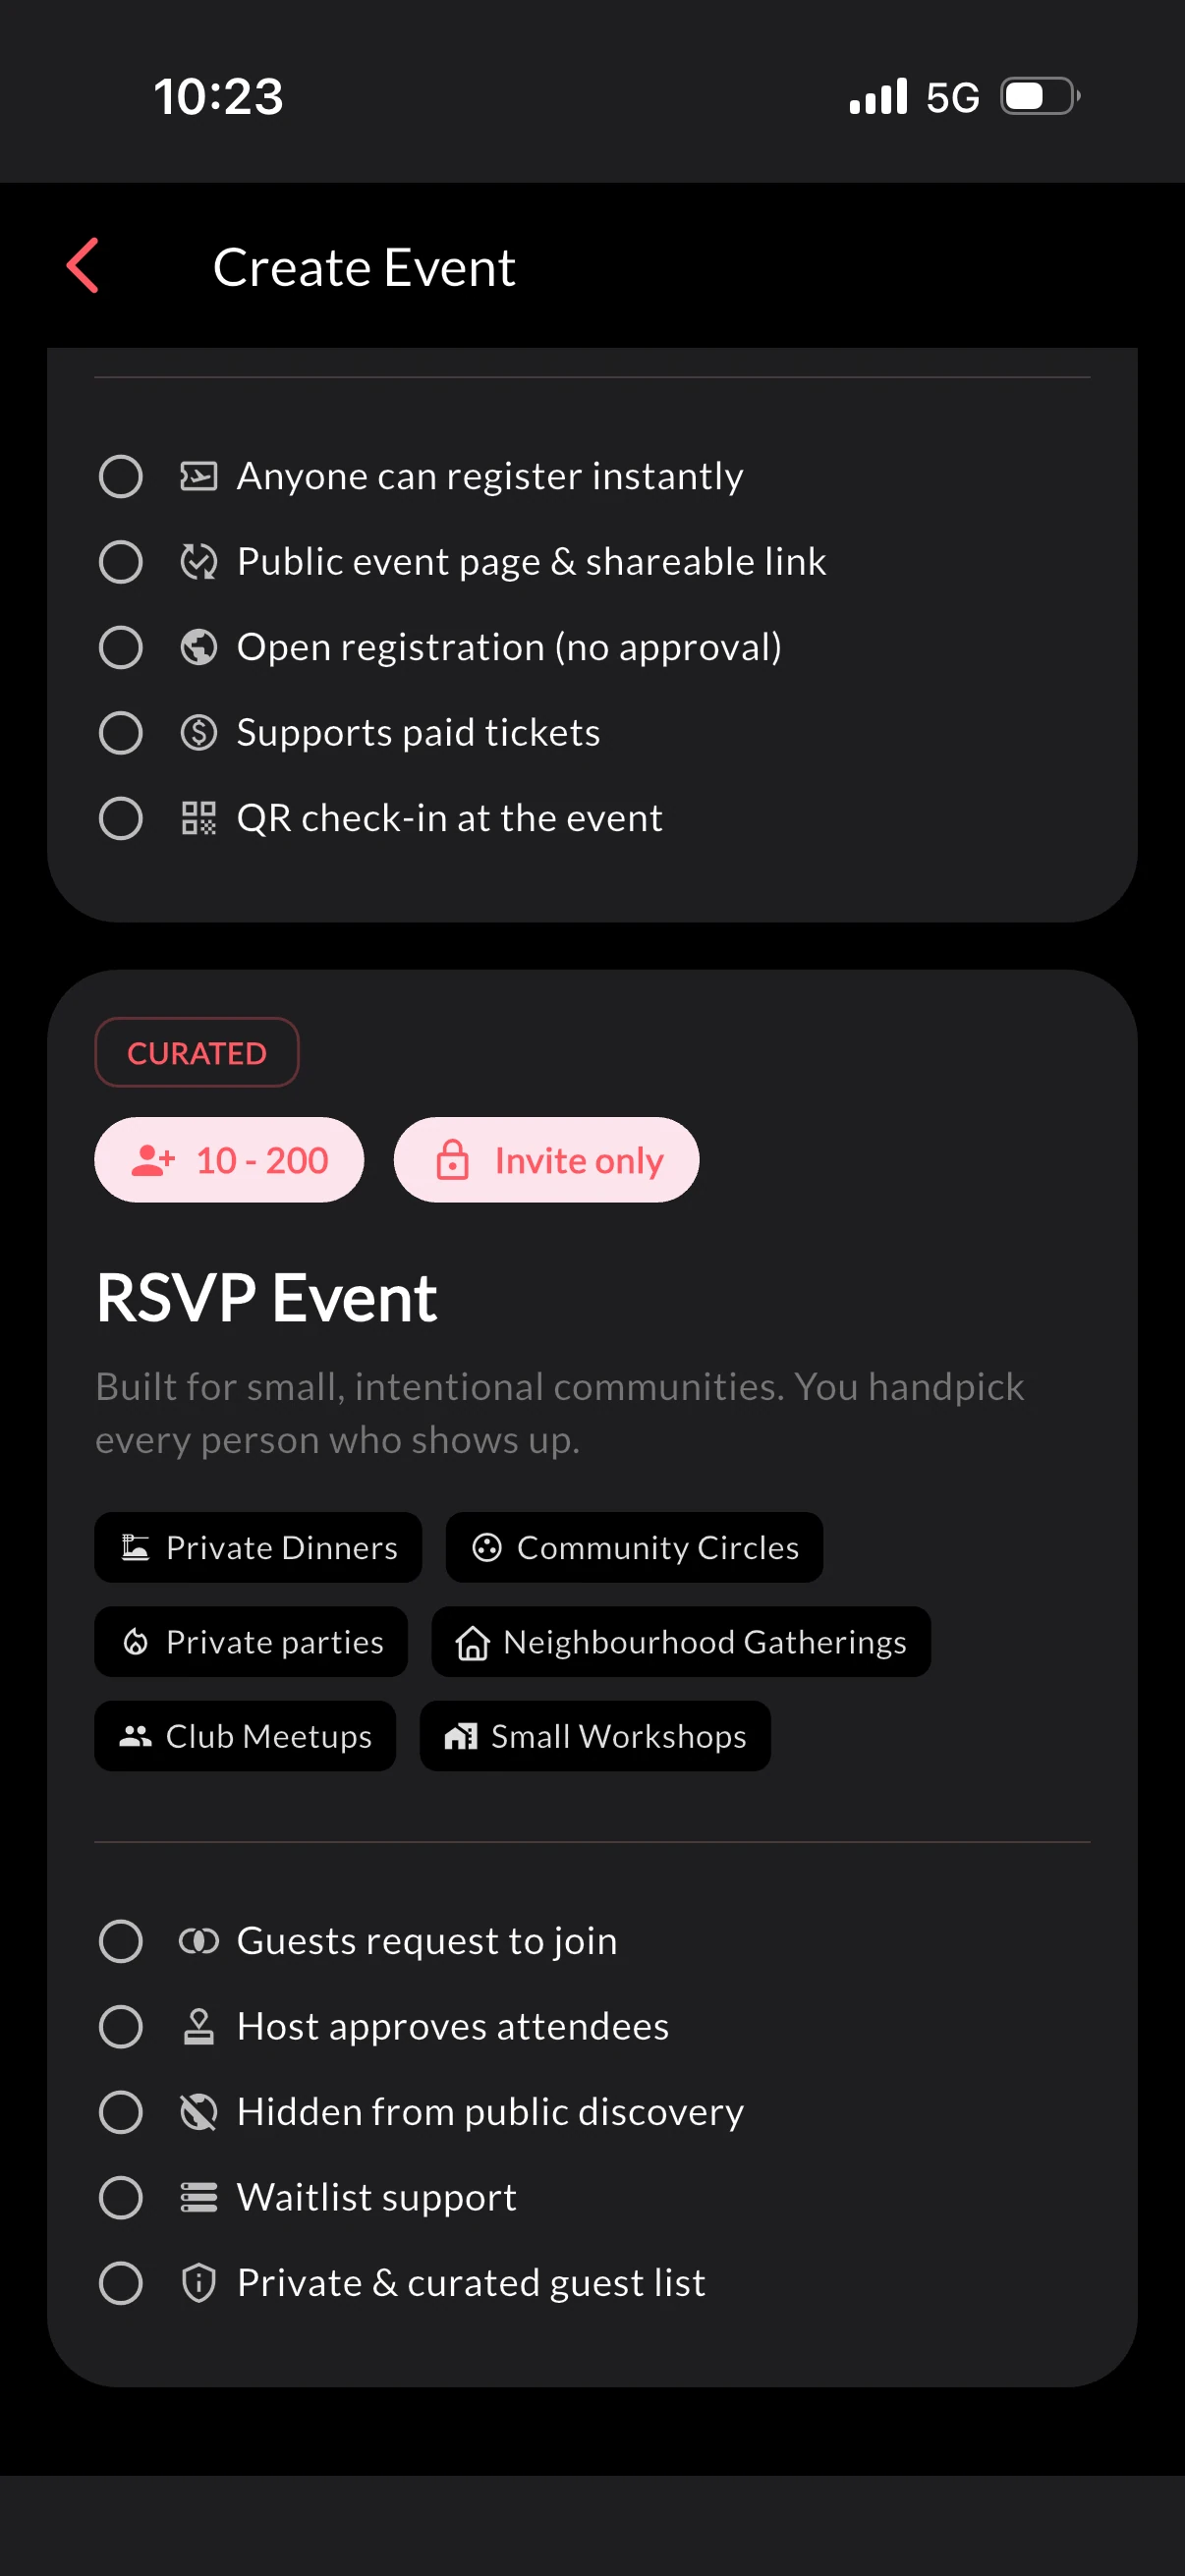 10:23
5G
Create Event
Anyone can register instantly
Public event page & shareable link
Open registration (no approval)
Supports paid tickets
QR check-in at the event
CURATED
10 - 200
Invite only
RSVP Event
Built for small, intentional communities. You handpick
every person who shows up.
Private Dinners
Community Circles
Private parties
Neighbourhood Gatherings
Club Meetups
Small Workshops
Guests request to join
Host approves attendees
Hidden from public discovery
Waitlist support
Private & curated guest list